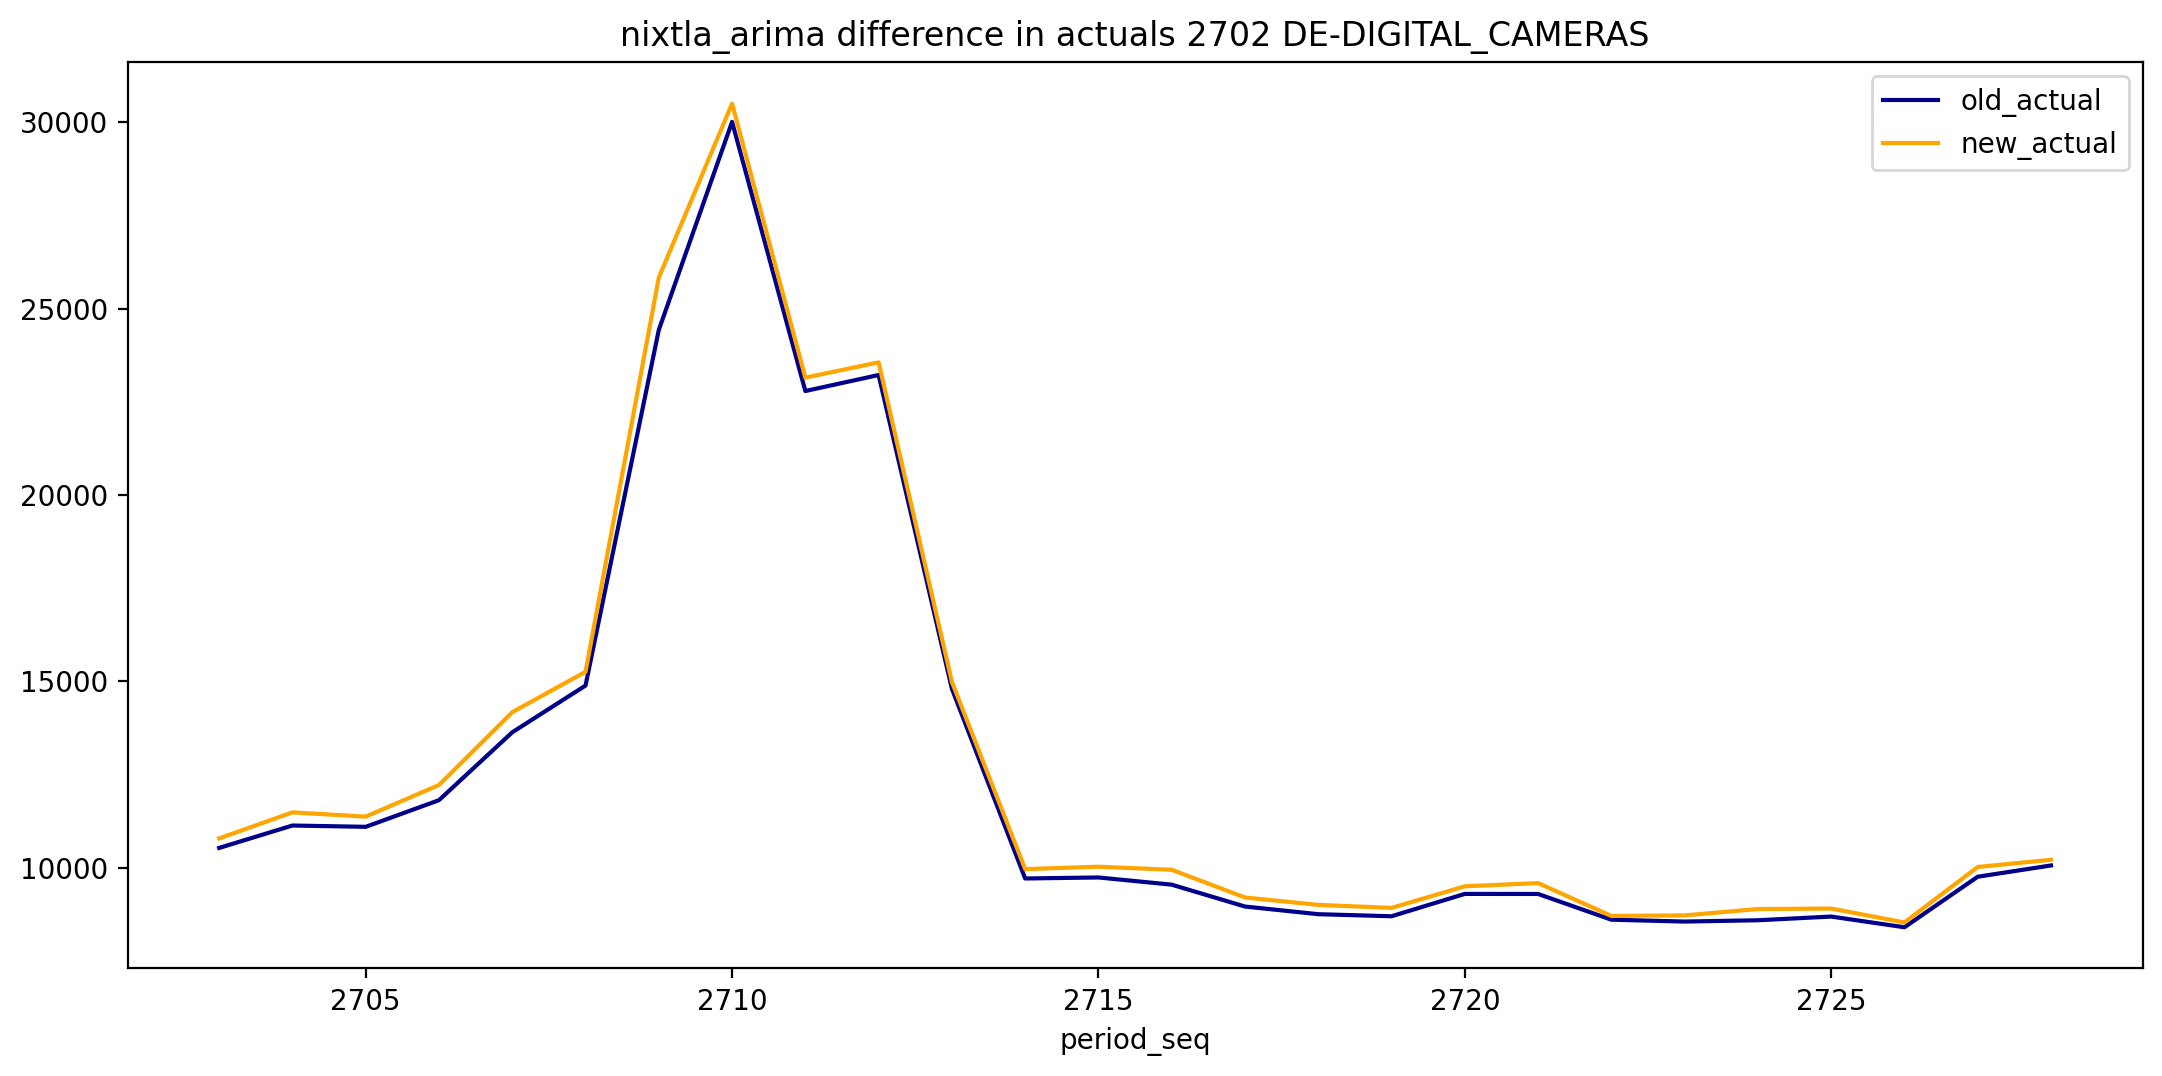 nixtla_arima difference in actuals 2702 DE-DIGITAL_CAMERAS
old_actual
new_actual
30000
25000
20000
15000
10000
2705 2710 2715 2720 2725
period_seq